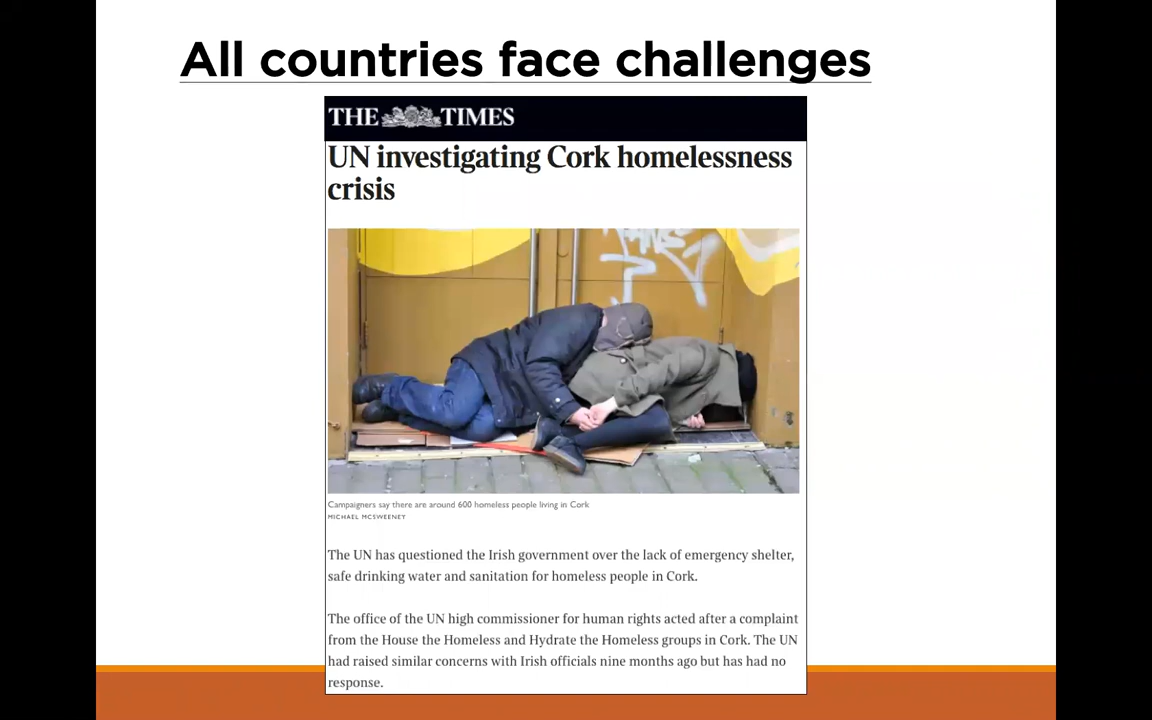 All countries face challenges
THE TIMES
UN investigating Cork homelessness
crisis
Campaigners say there are around 600 homeless people living in Cork
MICHAEL MCSWEENEY
The UN has questioned the Irish government over the lack of emergency shelter,
safe drinking water and sanitation for homeless people in Cork.
The office of the UN high commissioner for human rights acted after a complaint
from the House the Homeless and Hydrate the Homeless groups in Cork. The UN
had raised similar concerns with Irish officials nine months ago but has had no
response.